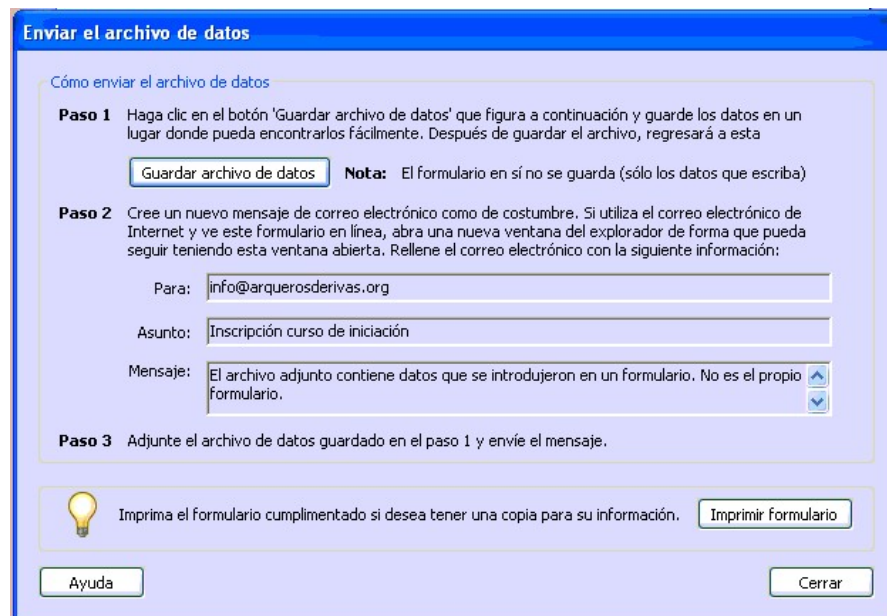 Enviar el archivo de datos
Cómo enviar el archivo de datos
Paso 1 Haga clic en el botón 'Guardar archivo de datos' que figura a continuación y guarde los datos en un
lugar donde pueda encontrarlos fácilmente. Después de guardar el archivo, regresará a esta
Guardar archivo de datos Nota: El formulario en sí no se guarda (sólo los datos que escriba)
Paso 2 Cree un nuevo mensaje de correo electrónico como de costumbre. Si utiliza el correo electrónico de
Internet y ve este formulario en línea, abra una nueva ventana del explorador de forma que pueda
seguir teniendo esta ventana abierta. Rellene el correo electrónico con la siguiente información:
Para: info@arquerosderivas.org
Asunto: Inscripción curso de iniciación
Mensaje: El archivo adjunto contiene datos que se introdujeron en un formulario. No es el propio
formulario.
Paso 3 Adjunte el archivo de datos guardado en el paso 1 y envíe el mensaje.
Imprima el formulario cumplimentado si desea tener una copia para su información. Imprimir formulario
Ayuda Cerrar